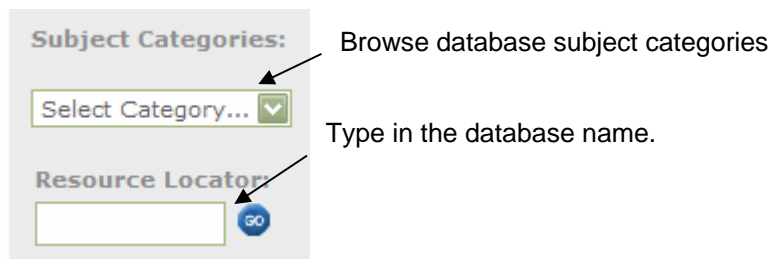 Subject Categories:
Browse database subject categories
Select Category...
Type in the database name.
Resource Locator:
GO